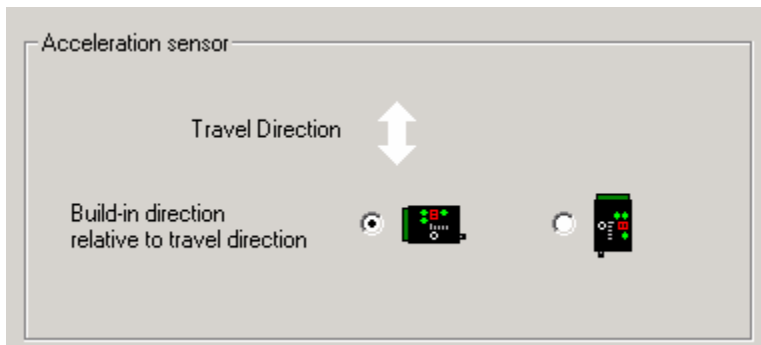 Acceleration sensor
Travel Direction
Build-in direction
relative to travel direction